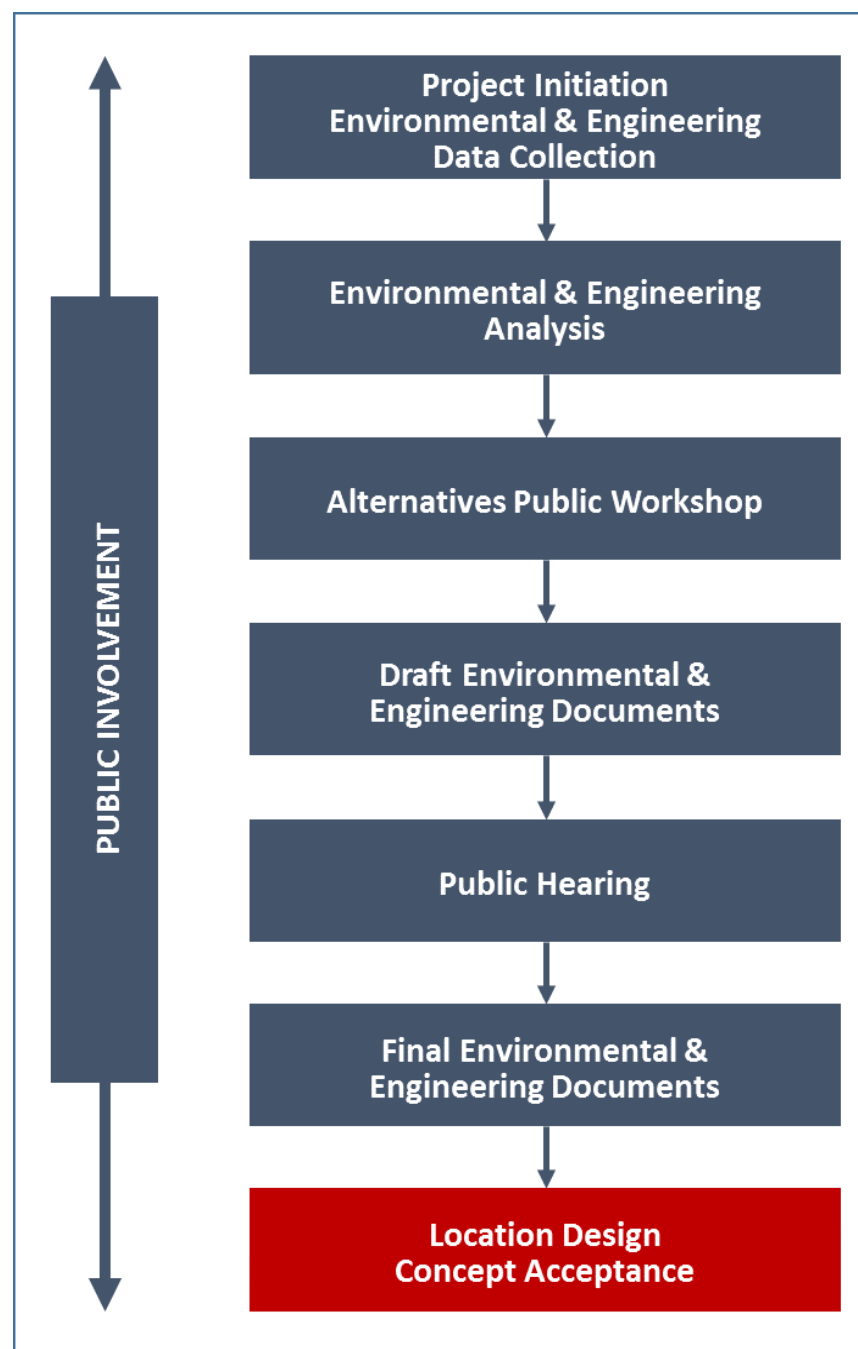 Project Initiation
Environmental & Engineering
Data Collection
Environmental & Engineering
Analysis
Alternatives Public Workshop
Draft Environmental &
Engineering Documents
Public Hearing
Final Environmental &
Engineering Documents
Location Design
Concept Acceptance
PUBLIC INVOLVEMENT